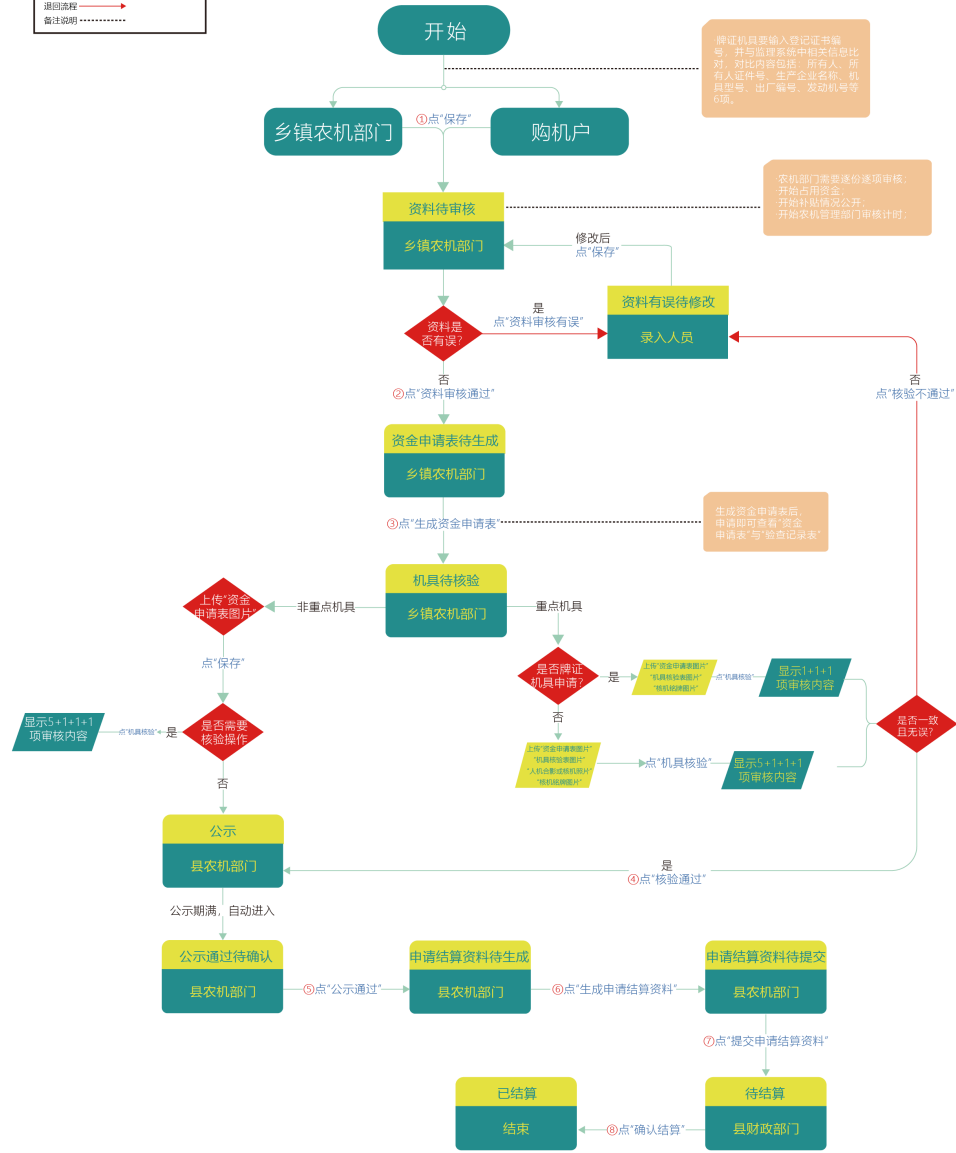 退回流程
备注说明
开始
·牌证机具要输入登记证书编
号，并与监理系统中相关信息比
对，对比内容包括：所有人、所
有人证件号、生产企业名称、机
具型号、出厂编号、发动机号等
6项。
乡镇农机部门
①点“保存”
购机户
·农机部门需要逐份逐项审核，
·开始占用资金，
·开始补贴情况公开，
·开始农机管理部门审核计时，
资料待审核
乡镇农机部门
修改后
点“保存”
资料有误待修改
录入人员
资料是
否有误?
是
点“资料审核有误”
否
点“核验不通过”
否
②点“资料审核通过”
资金申请表待生成
乡镇农机部门
③点“生成资金申请表”
生成资金申请表后，
申请即可查看“资金
申请表”与“验查记录表”
机具待核验
乡镇农机部门
非重点机具
重点机具
上传“资金
申请表图片”
点“保存”
是否牌证
机具申请?
是
上传“资金申请表图片”
“机具核验表图片”
“核机铭牌图片”
点“机具核验”
显示1+1+1
项审核内容
否
上传“资金申请表图片”
“机具核验表图片”
“人机合影或核机照片”
“核机铭牌图片”
点“机具核验”
显示5+1+1+1
项审核内容
是否一致
且无误?
显示5+1+1+1
项审核内容
点“机具核验”
是
是否需要
核验操作
否
公示
县农机部门
是
④点“核验通过”
公示期满，自动进入
公示通过待确认
县农机部门
⑤点“公示通过”
申请结算资料待生成
县农机部门
⑥点“生成申请结算资料”
申请结算资料待提交
县农机部门
⑦点“提交申请结算资料”
待结算
县财政部门
⑧点“确认结算”
已结算
结束